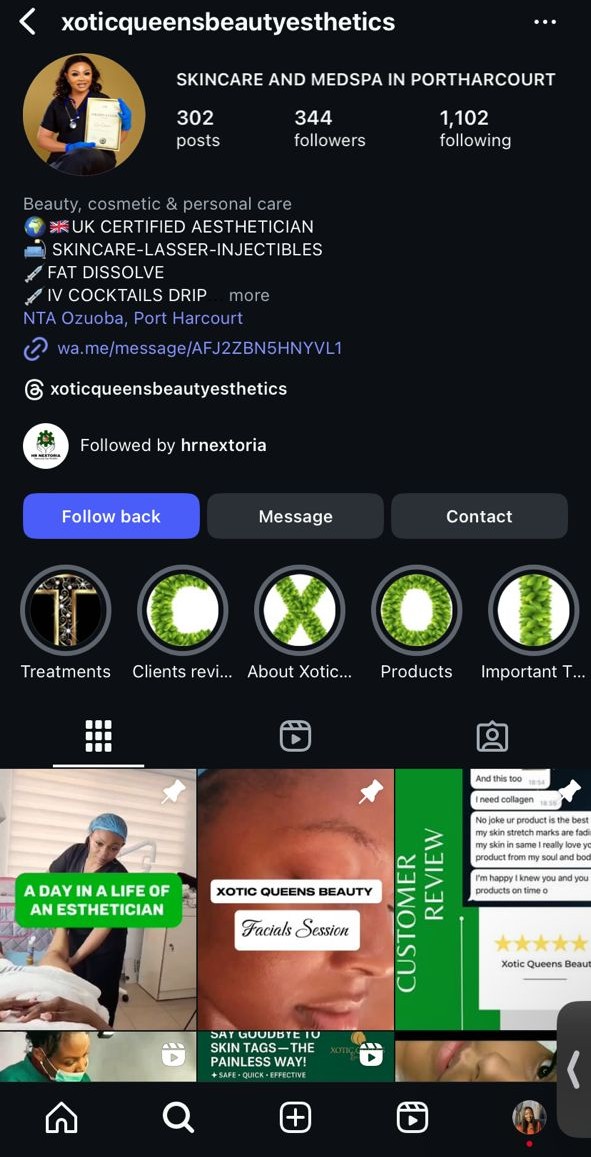 xoticqueensbeautyesthetics
SKINCARE AND MEDSPA IN PORTHARCOURT
302
posts
344
followers
1,102
following
Beauty, cosmetic & personal care
🌍🇬🇧UK CERTIFIED AESTHETICIAN
🛋️ SKINCARE-LASSER-INJECTIBLES
💉FAT DISSOLVE
💉IV COCKTAILS DRIP... more
NTA Ozuoba, Port Harcourt
wa.me/message/AFJ2ZBN5HNYVL1
xoticqueensbeautyesthetics
HR NEXTORIA
Followed by hrnextoria
Follow back
Message
Contact
T
C
X
O
I
Treatments
Clients revi...
About Xotic...
Products
Important T...
A DAY IN A LIFE OF
AN ESTHETICIAN
XOTIC QUEENS BEAUTY
Facials Session
CUSTOMER
REVIEW
And this too 18:54
I need collagen
No joke ur product is the best
my skin stretch marks are fadi
my skin in same I really love yo
product from my soul and bod
I'm happy I knew you and you
products on time o
Xotic Queens Beaut
SAY GOODBYE TO
SKIN TAGS—THE
PAINLESS WAY!
+ SAFE • QUICK • EFFECTIVE